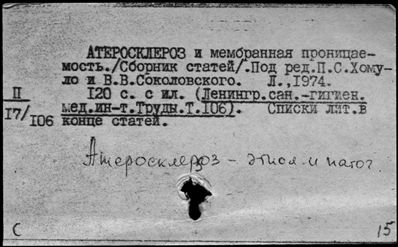 АТЕРОСКЛЕРОЗ и мембранная проницае-
мость./Сборник статей/.Под ред.П.С.Хому-
ло и В.В.Соколовского. Л.,1974.
II 120 с. с ил. (Ленингр.сан.-гигиен.
17/106 мед.ин-т.Труды.Т.106). Списки лит.в
конце статей.
Атеросклероз - этиол. и патог
С 15